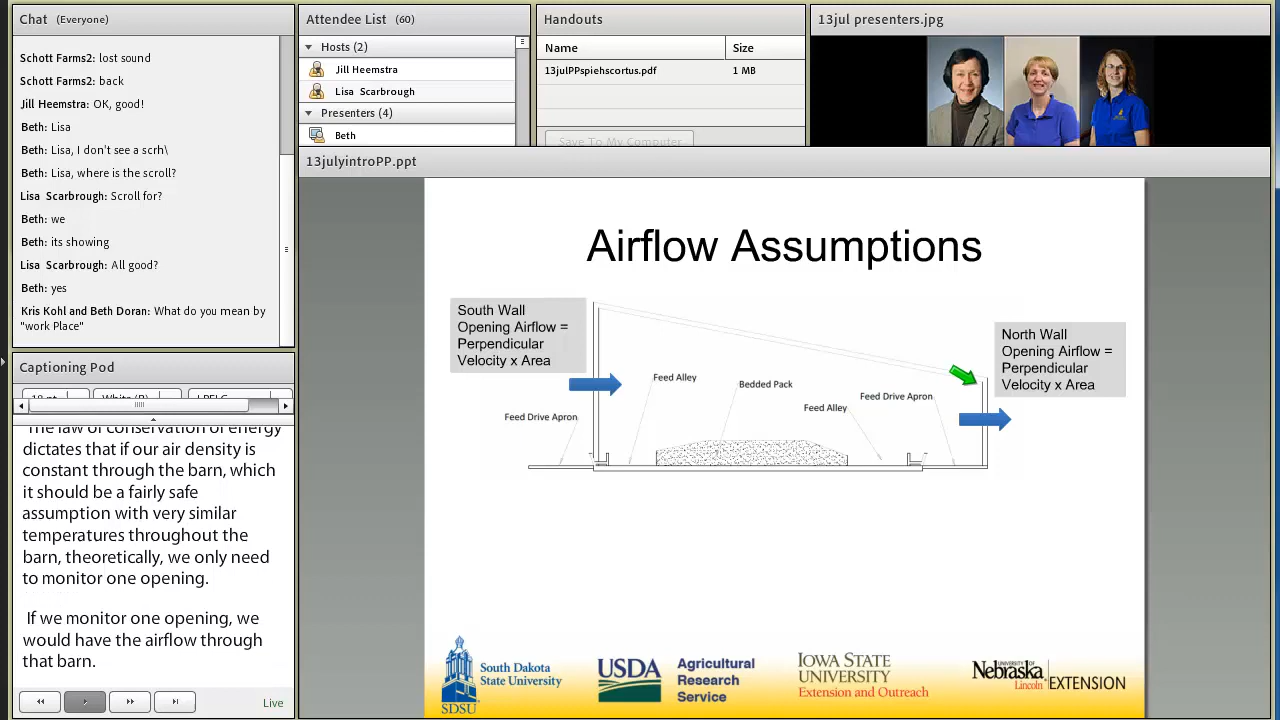 Chat (Everyone)
Schott Farms2: lost sound
Schott Farms2: back
Jill Heemstra: OK, good!
Beth: Lisa
Beth: Lisa, I don't see a scrh\
Beth: Lisa, where is the scroll?
Lisa Scarbrough: Scroll for?
Beth: we
Beth: its showing
Lisa Scarbrough: All good?
Beth: yes
Kris Kohl and Beth Doran: What do you mean by
"work Place"
Captioning Pod
The law of conservation of energy
dictates that if our air density is
constant through the barn, which
it should be a fairly safe
assumption with very similar
temperatures throughout the
barn, theoretically, we only need
to monitor one opening.
If we monitor one opening, we
would have the airflow through
that barn.
Live
Attendee List (60)
Hosts (2)
Jill Heemstra
Lisa Scarbrough
Presenters (4)
Beth
Handouts
Name Size
13julPPspiehscortus.pdf 1 MB
Save To My Computer
13jul presenters.jpg
13julyintroPP.ppt
Airflow Assumptions
South Wall
Opening Airflow =
Perpendicular
Velocity x Area
North Wall
Opening Airflow =
Perpendicular
Velocity x Area
Feed Alley
Bedded Pack
Feed Drive Apron
Feed Alley
Feed Drive Apron
SDSU
South Dakota
State University
USDA
Agricultural
Research
Service
IOWA STATE
UNIVERSITY
Extension and Outreach
UNIVERSITY OF
Nebraska
Lincoln
EXTENSION